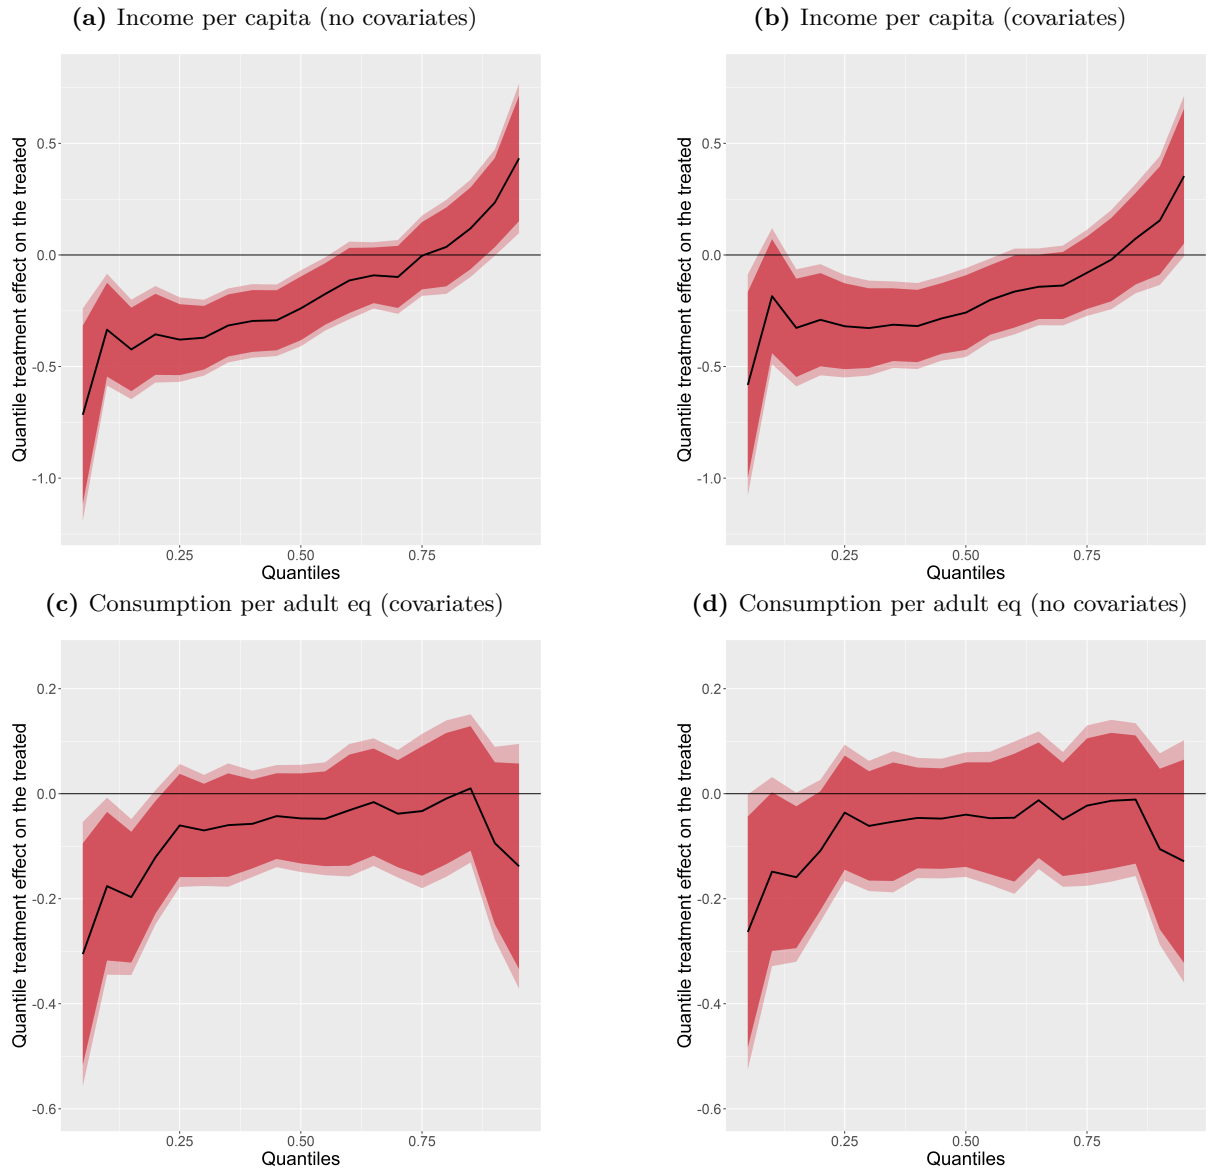 (a) Income per capita (no covariates)
Quantile treatment effect on the treated
0.5
0.0
-0.5
-1.0
0.25 0.50 0.75
Quantiles
(b) Income per capita (covariates)
Quantile treatment effect on the treated
0.5
0.0
-0.5
-1.0
0.25 0.50 0.75
Quantiles
(c) Consumption per adult eq (covariates)
Quantile treatment effect on the treated
0.2
0.0
-0.2
-0.4
-0.6
0.25 0.50 0.75
Quantiles
(d) Consumption per adult eq (no covariates)
Quantile treatment effect on the treated
0.2
0.0
-0.2
-0.4
-0.6
0.25 0.50 0.75
Quantiles